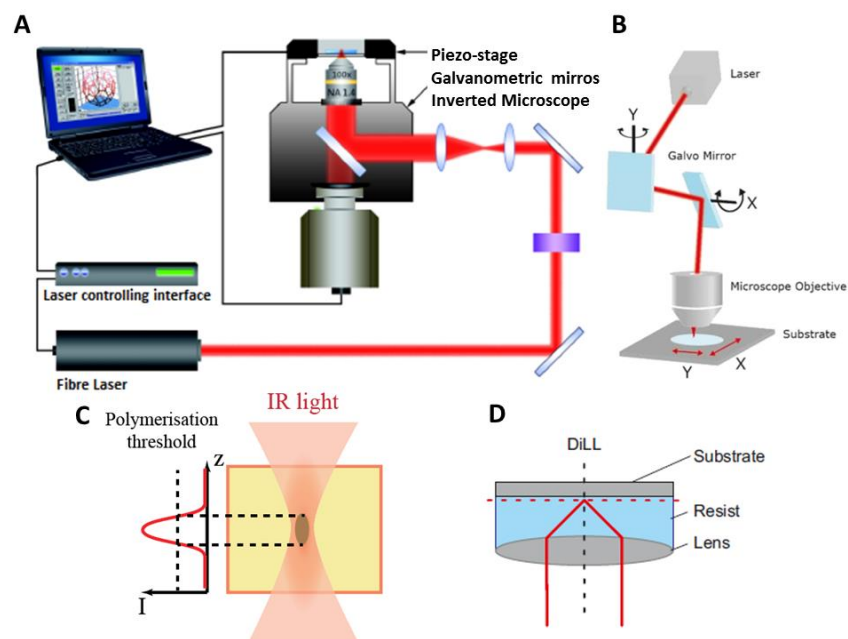 A
Piezo-stage
Galvanometric mirros
Inverted Microscope
100x
NA 1.4
Laser controlling interface
Fibre Laser
B
Laser
Y
Galvo Mirror
X
Microscope Objective
Substrate
Y
X
C
IR light
Polymerisation
threshold
z
I
D
DiLL
Substrate
Resist
Lens